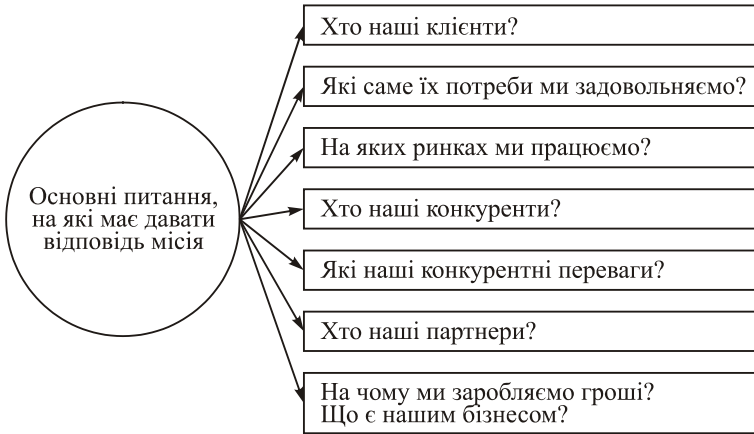 Основні питання,
на які має давати
відповідь місія
Хто наші клієнти?
Які саме їх потреби ми задовольняємо?
На яких ринках ми працюємо?
Хто наші конкуренти?
Які наші конкурентні переваги?
Хто наші партнери?
На чому ми заробляємо гроші?
Що є нашим бізнесом?